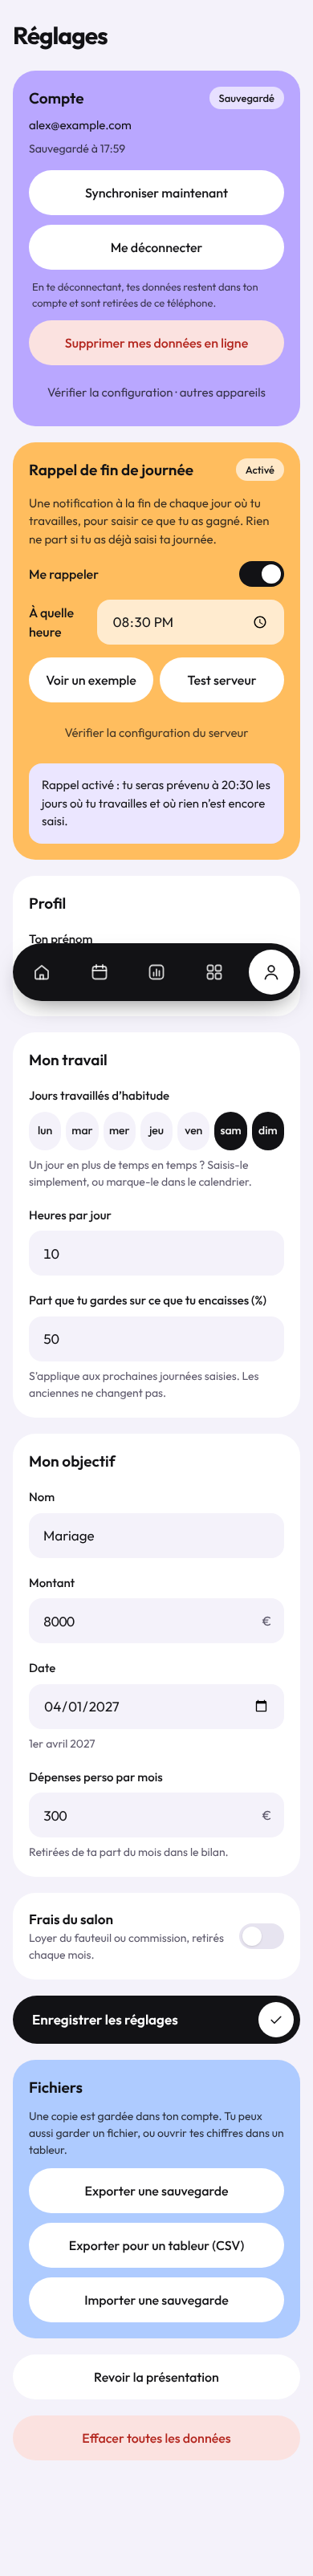 Réglages
Compte
Sauvegardé
alex@example.com
Sauvegardé à 17:59
Synchroniser maintenant
Me déconnecter
En te déconnectant, tes données restent dans ton
compte et sont retirées de ce téléphone.
Supprimer mes données en ligne
Vérifier la configuration · autres appareils
Rappel de fin de journée
Activé
Une notification à la fin de chaque jour où tu
travailles, pour saisir ce que tu as gagné. Rien
ne part si tu as déjà saisi ta journée.
Me rappeler
À quelle
heure
08:30 PM
Voir un exemple
Test serveur
Vérifier la configuration du serveur
Rappel activé : tu seras prévenu à 20:30 les
jours où tu travailles et où rien n'est encore
saisi.
Profil
Ton prénom
Mon travail
Jours travaillés d'habitude
lun mar mer jeu ven sam dim
Un jour en plus de temps en temps ? Saisis-le
simplement, ou marque-le dans le calendrier.
Heures par jour
10
Part que tu gardes sur ce que tu encaisses (%)
50
S'applique aux prochaines journées saisies. Les
anciennes ne changent pas.
Mon objectif
Nom
Mariage
Montant
8000 €
Date
04/01/2027
1er avril 2027
Dépenses perso par mois
300 €
Retirées de ta part du mois dans le bilan.
Frais du salon
Loyer du fauteuil ou commission, retirés
chaque mois.
Enregistrer les réglages
Fichiers
Une copie est gardée dans ton compte. Tu peux
aussi garder un fichier, ou ouvrir tes chiffres dans un
tableur.
Exporter une sauvegarde
Exporter pour un tableur (CSV)
Importer une sauvegarde
Revoir la présentation
Effacer toutes les données